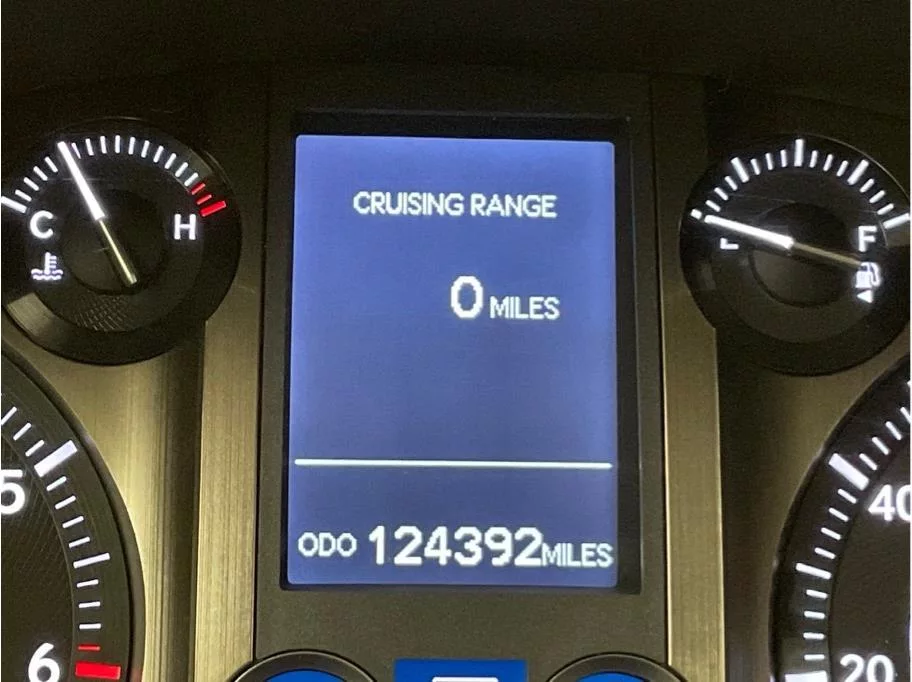 CRUISING RANGE
0 MILES
ODO 124392 MILES
C
H
F
5
6
40
20